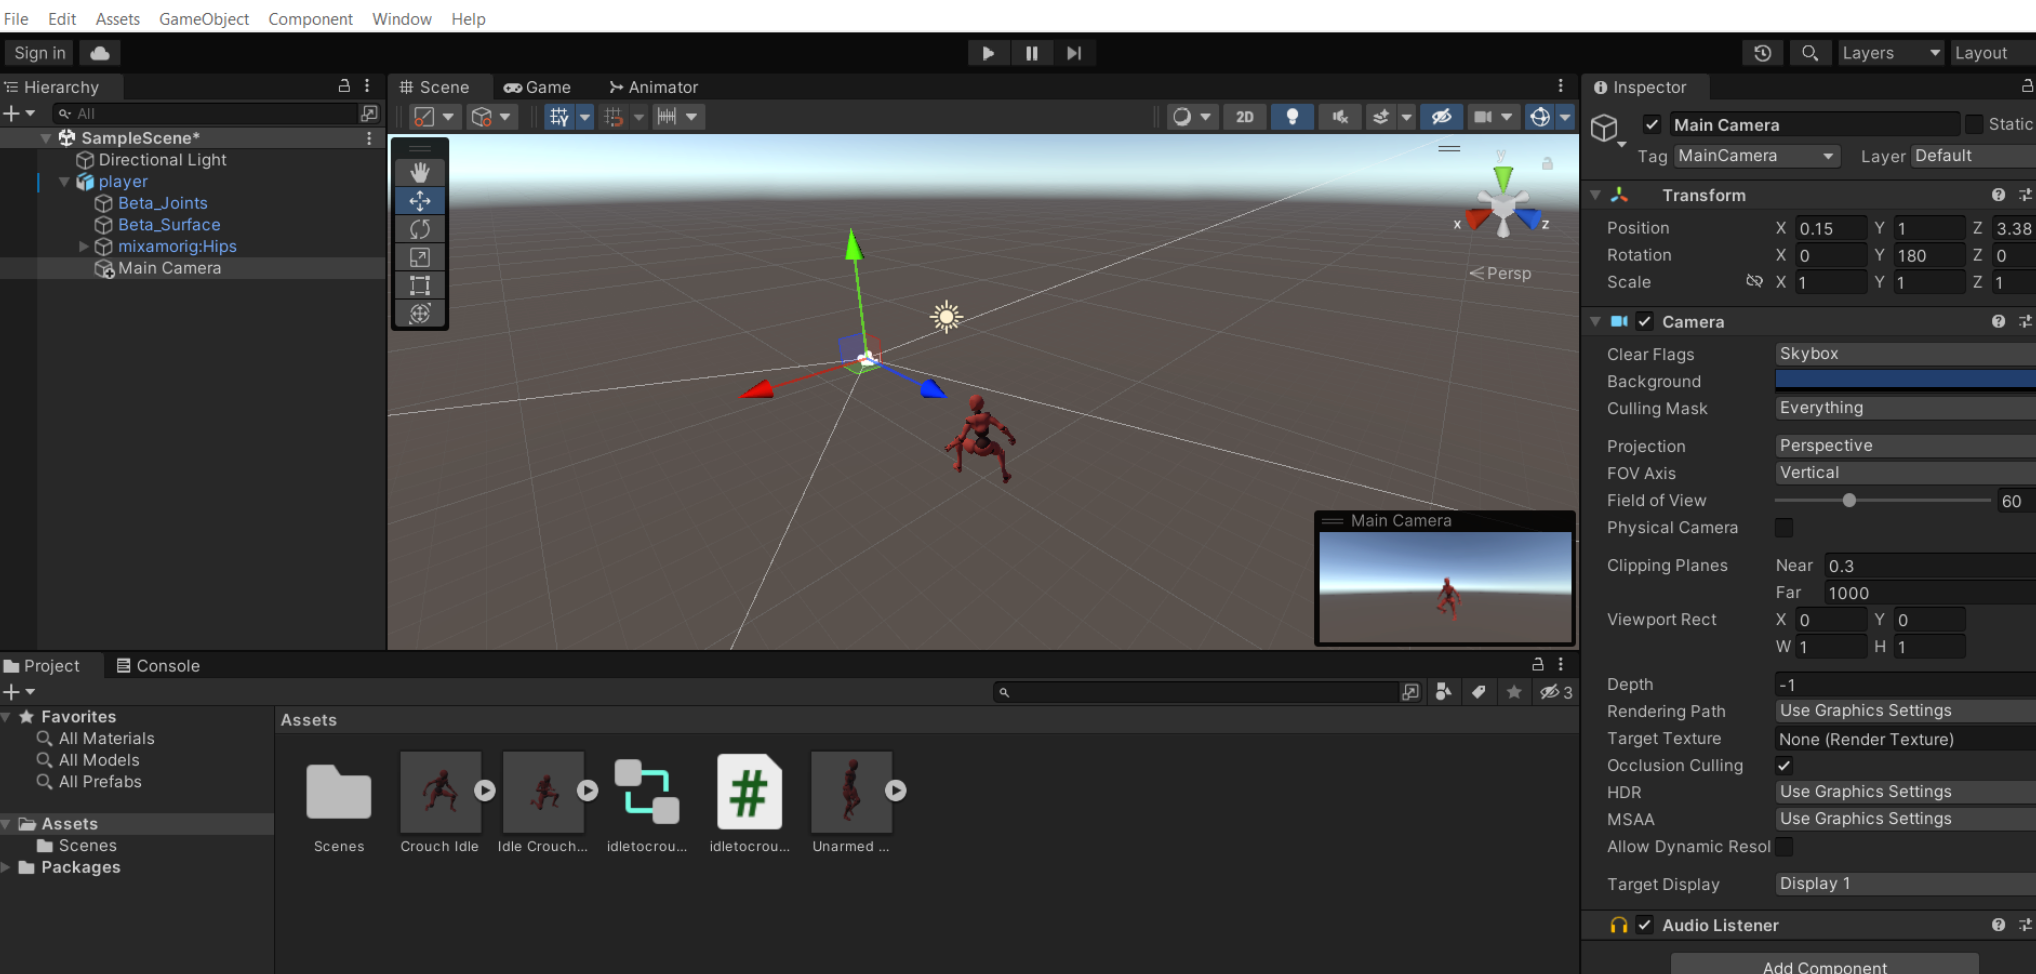 File Edit Assets GameObject Component Window Help
Sign in Layers Layout
Hierarchy
All
SampleScene*
Directional Light
player
Beta_Joints
Beta_Surface
mixamorig:Hips
Main Camera
Scene Game Animator
2D
y
x z
Persp
Main Camera
Inspector
Main Camera Static
Tag MainCamera Layer Default
Transform
Position X 0.15 Y 1 Z 3.38
Rotation X 0 Y 180 Z 0
Scale X 1 Y 1 Z 1
Camera
Clear Flags Skybox
Background
Culling Mask Everything
Projection Perspective
FOV Axis Vertical
Field of View 60
Physical Camera
Clipping Planes Near 0.3
Far 1000
Viewport Rect X 0 Y 0
W 1 H 1
Depth -1
Rendering Path Use Graphics Settings
Target Texture None (Render Texture)
Occlusion Culling
HDR Use Graphics Settings
MSAA Use Graphics Settings
Allow Dynamic Resol
Target Display Display 1
Audio Listener
Add Component
Project Console
3
Favorites
All Materials
All Models
All Prefabs
Assets
Scenes
Packages
Assets
Scenes Crouch Idle Idle Crouch... idletocrou... idletocrou... Unarmed ...